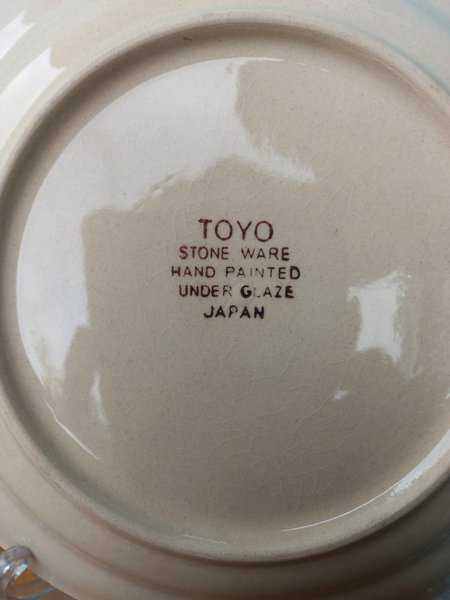 TOYO
STONE WARE
HAND PAINTED
UNDER GLAZE
JAPAN